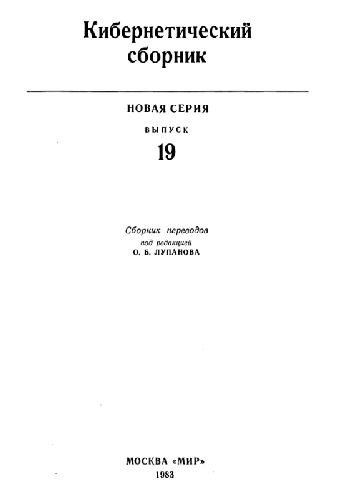 Кибернетический
сборник
НОВАЯ СЕРИЯ
ВЫПУСК
19
Сборник переводов
под редакцией
О. Б. ЛУПАНОВА
МОСКВА «МИР»
1983